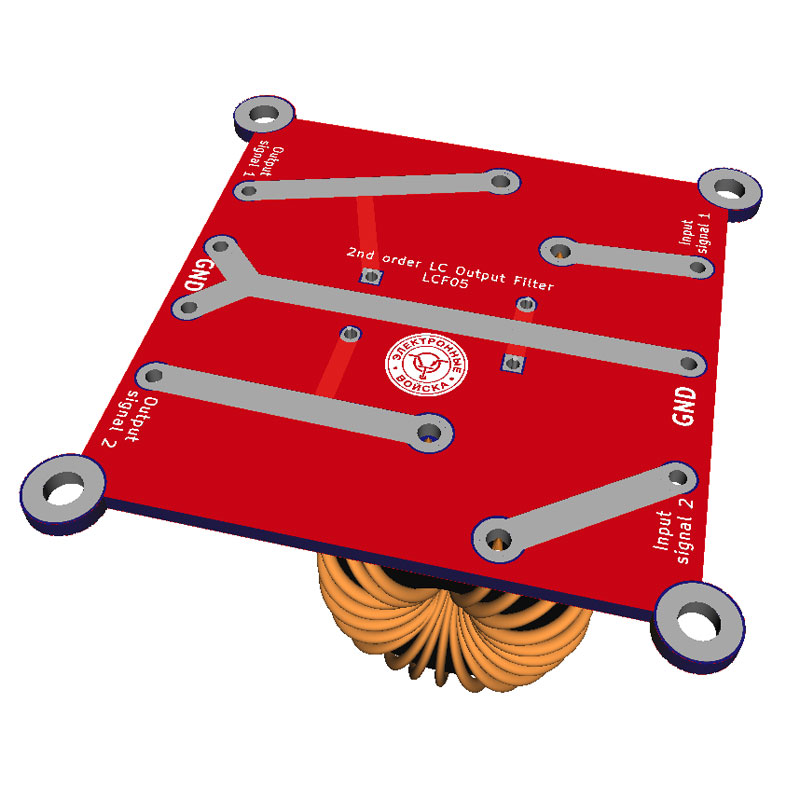 Output
signal 1
Input
signal 1
GND
2nd order LC Output Filter
LCF05
ЭЛЕКТРОННЫЕ
ВОЙСКА
GND
Output
signal 2
Input
signal 2